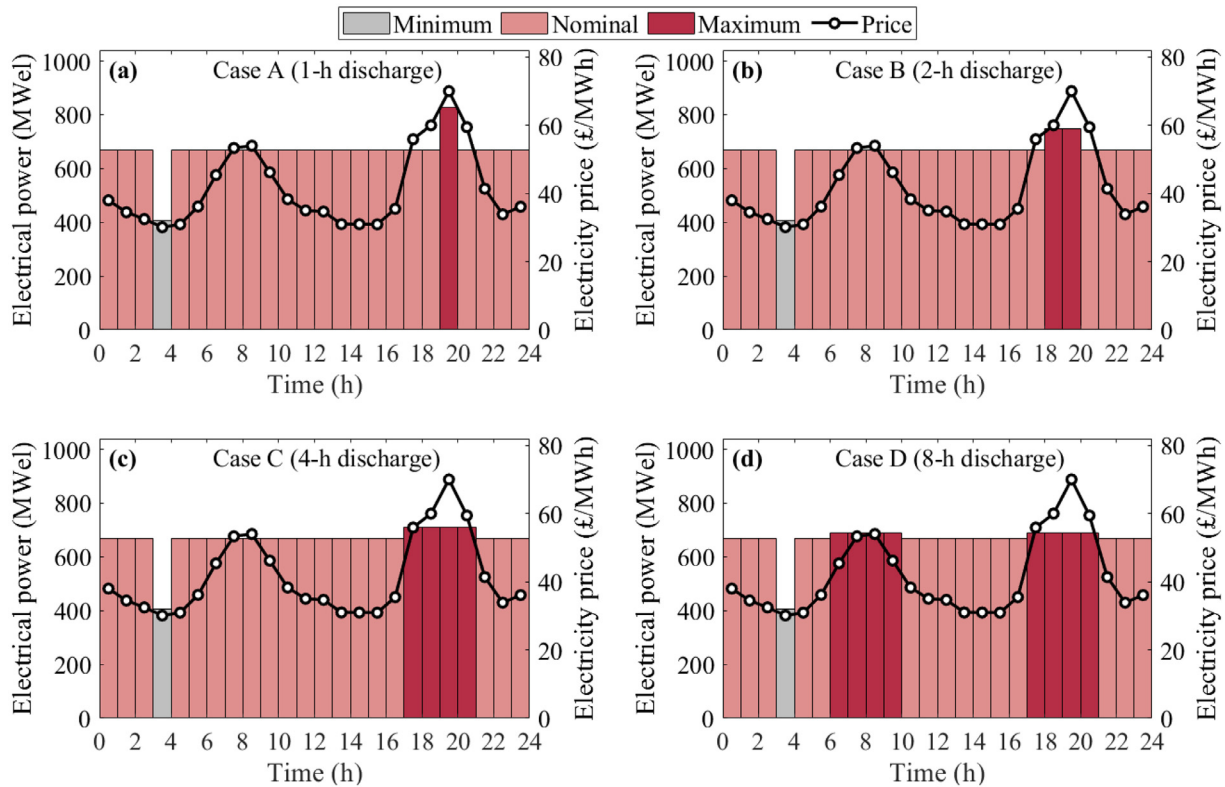 Minimum Nominal Maximum Price
(a) Case A (1-h discharge)
Electrical power (MWel)
1000
800
600
400
200
0
80
60
40
20
0
Electricity price (£/MWh)
0 2 4 6 8 10 12 14 16 18 20 22 24
Time (h)
(b) Case B (2-h discharge)
Electrical power (MWel)
1000
800
600
400
200
0
80
60
40
20
0
Electricity price (£/MWh)
0 2 4 6 8 10 12 14 16 18 20 22 24
Time (h)
(c) Case C (4-h discharge)
Electrical power (MWel)
1000
800
600
400
200
0
80
60
40
20
0
Electricity price (£/MWh)
0 2 4 6 8 10 12 14 16 18 20 22 24
Time (h)
(d) Case D (8-h discharge)
Electrical power (MWel)
1000
800
600
400
200
0
80
60
40
20
0
Electricity price (£/MWh)
0 2 4 6 8 10 12 14 16 18 20 22 24
Time (h)